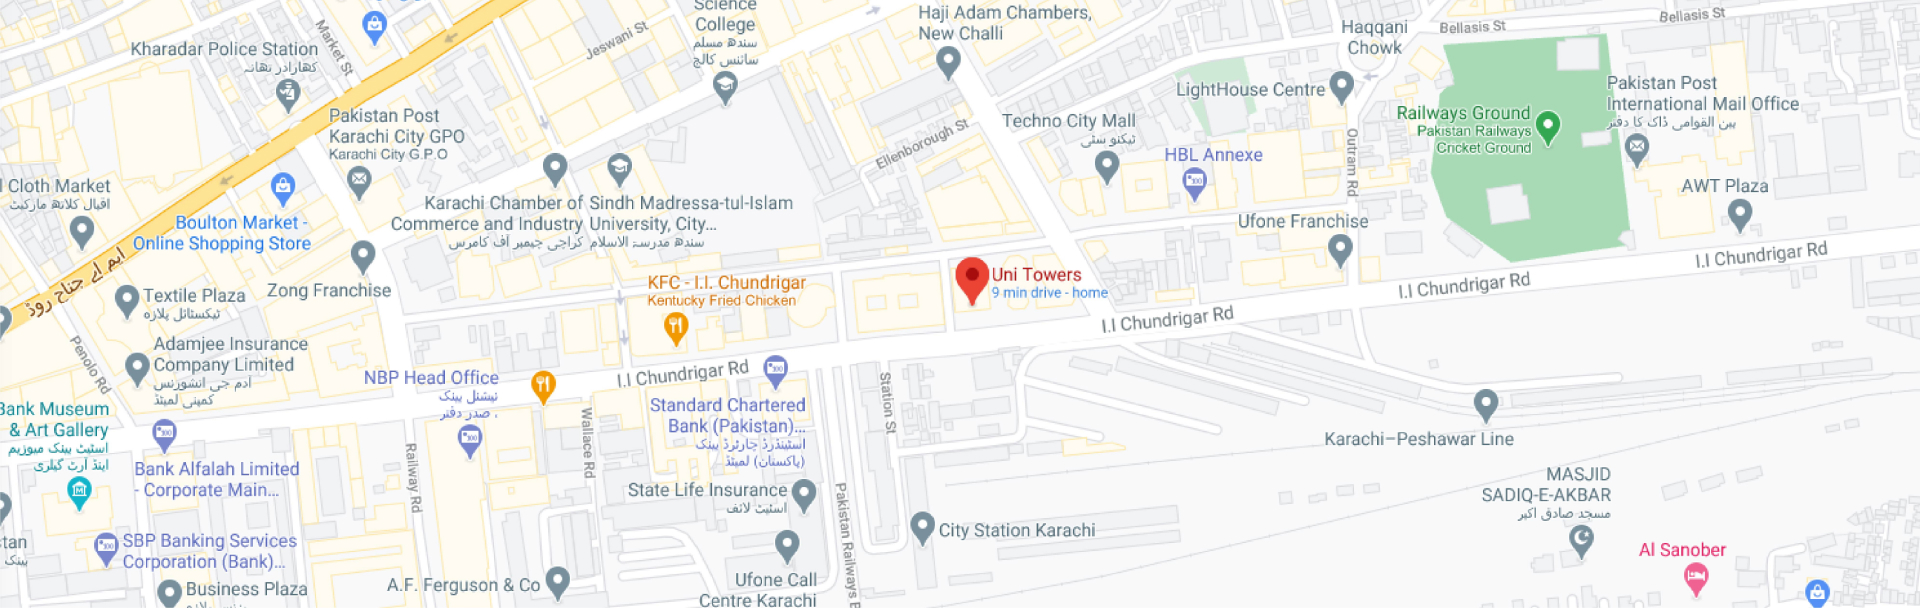 Science
College
سندھ مسلم
سائنس کالج
Haji Adam Chambers,
New Challi
Haqqani
Chowk
Bellasis St
Bellasis St
Kharadar Police Station
کھارادر تھانہ
Market St
Jeswani St
Pakistan Post
Karachi City GPO
Karachi City G.P.O
Ellenborough St
Techno City Mall
ٹیکنو سٹی
LightHouse Centre
HBL Annexe
Outram Rd
Railways Ground
Pakistan Railways
Cricket Ground
Pakistan Post
International Mail Office
بین القوامی ڈاک کا دفتر
AWT Plaza
l Cloth Market
اقبال کلاتھ مارکیٹ
Boulton Market -
Online Shopping Store
ایم اے جناح روڈ
Karachi Chamber of
Commerce and Industry
کراچی چیمبر آف کامرس
Sindh Madressa-tul-Islam
University, City...
سندھ مدرسۃ الاسلام
Ufone Franchise
Zong Franchise
Textile Plaza
ٹیکسٹائل پلازہ
KFC - I.I. Chundrigar
Kentucky Fried Chicken
Uni Towers
9 min drive - home
I.I Chundrigar Rd
I.I Chundrigar Rd
I.I Chundrigar Rd
I.I Chundrigar Rd
Penolo Rd
Adamjee Insurance
Company Limited
آدم جی انشورنس
کمپنی لمیٹڈ
NBP Head Office
نیشنل بینک
، صدر دفتر
Standard Chartered
Bank (Pakistan)...
اسٹینڈرڈ چارٹرڈ بینک
(پاکستان) لمیٹڈ
Station St
Wallace Rd
Railway Rd
Bank Museum
& Art Gallery
اسٹیٹ بینک میوزیم
اینڈ آرٹ گیلری
Bank Alfalah Limited
- Corporate Main...
Karachi–Peshawar Line
MASJID
SADIQ-E-AKBAR
مسجد صادق اکبر
State Life Insurance
اسٹیٹ لائف
City Station Karachi
Pakistan Railways
SBP Banking Services
Corporation (Bank)...
stan
بینک
Al Sanober
A.F. Ferguson & Co
Ufone Call
Centre Karachi
Business Plaza